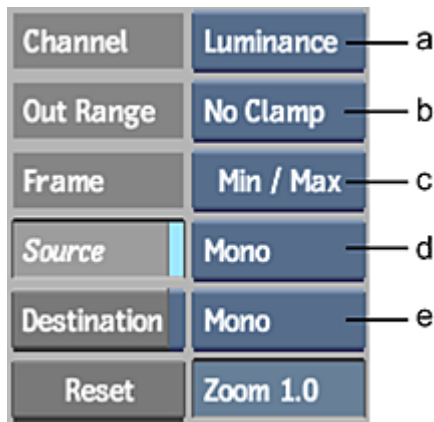 Channel Luminance a
Out Range No Clamp b
Frame Min / Max c
Source Mono d
Destination Mono e
Reset Zoom 1.0